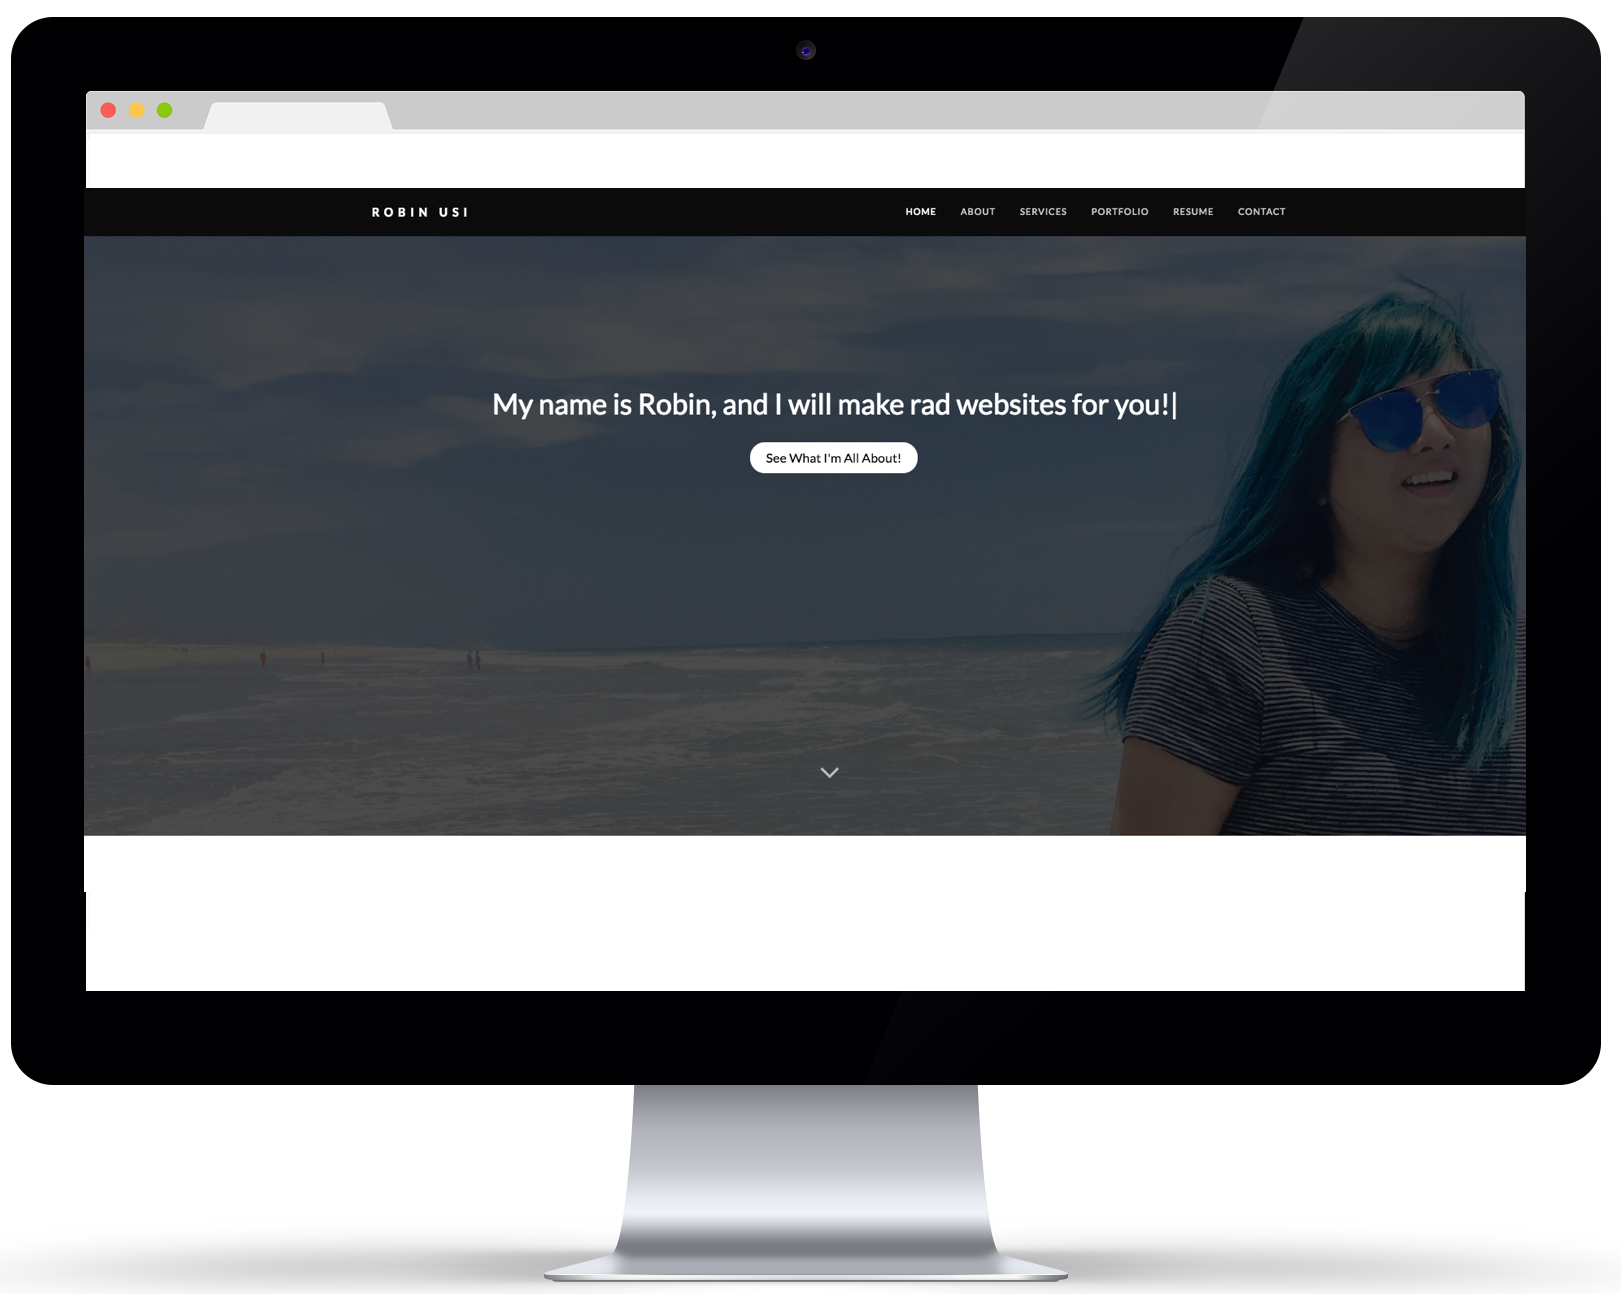 ROBIN USI
HOME ABOUT SERVICES PORTFOLIO RESUME CONTACT
My name is Robin, and I will make rad websites for you!|
See What I'm All About!